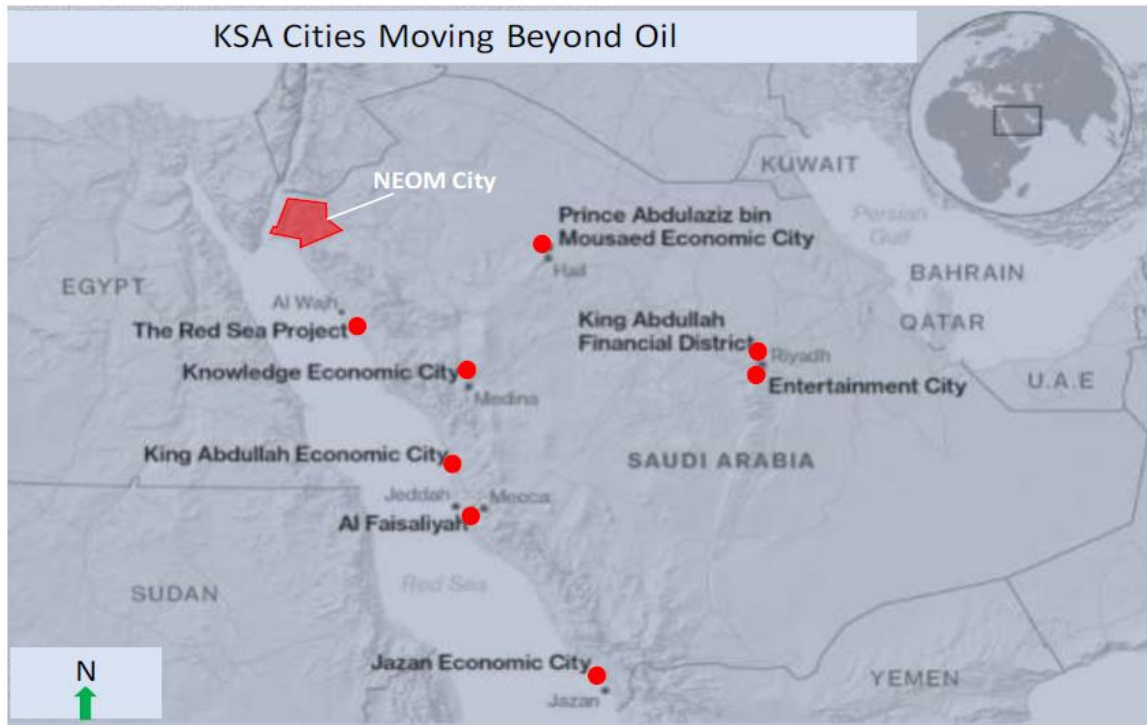 KSA Cities Moving Beyond Oil
KUWAIT
NEOM City
Prince Abdulaziz bin
Mousaed Economic City
Persian
Gulf
Hail
EGYPT
BAHRAIN
Al Wajh
The Red Sea Project
King Abdullah
Financial District
QATAR
Riyadh
Knowledge Economic City
Medina
Entertainment City
U.A.E
King Abdullah Economic City
SAUDI ARABIA
Jeddah
Mecca
Al Faisaliyah
Red Sea
SUDAN
Jazan Economic City
Jazan
YEMEN
N